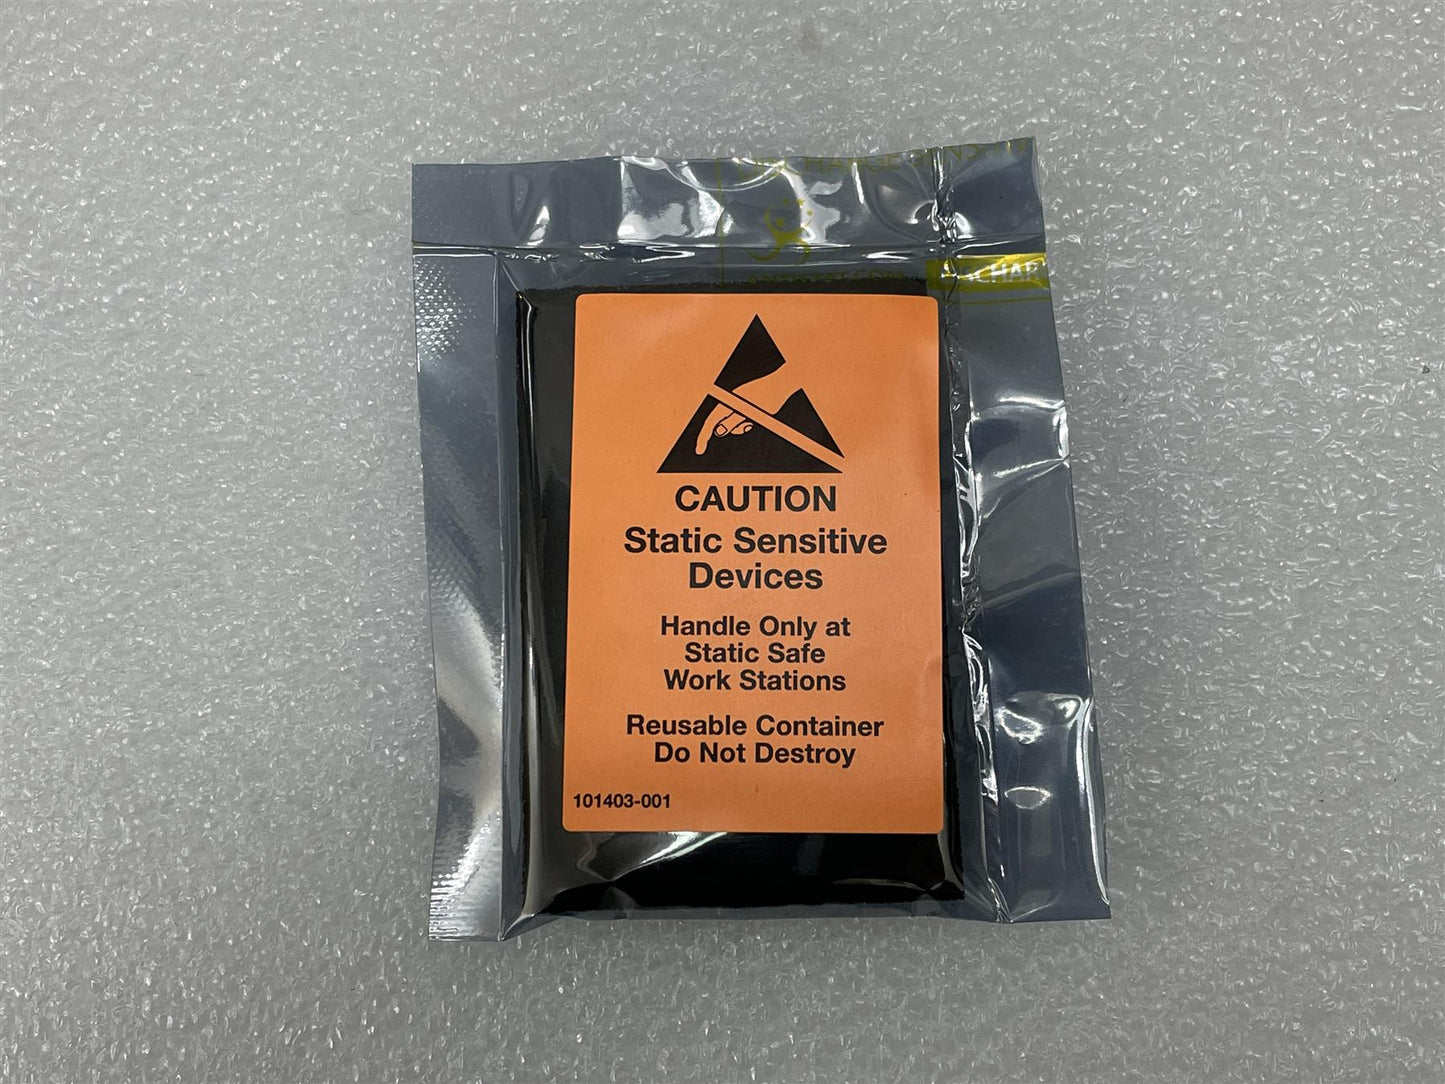 CAUTION
Static Sensitive
Devices
Handle Only at
Static Safe
Work Stations
Reusable Container
Do Not Destroy
101403-001